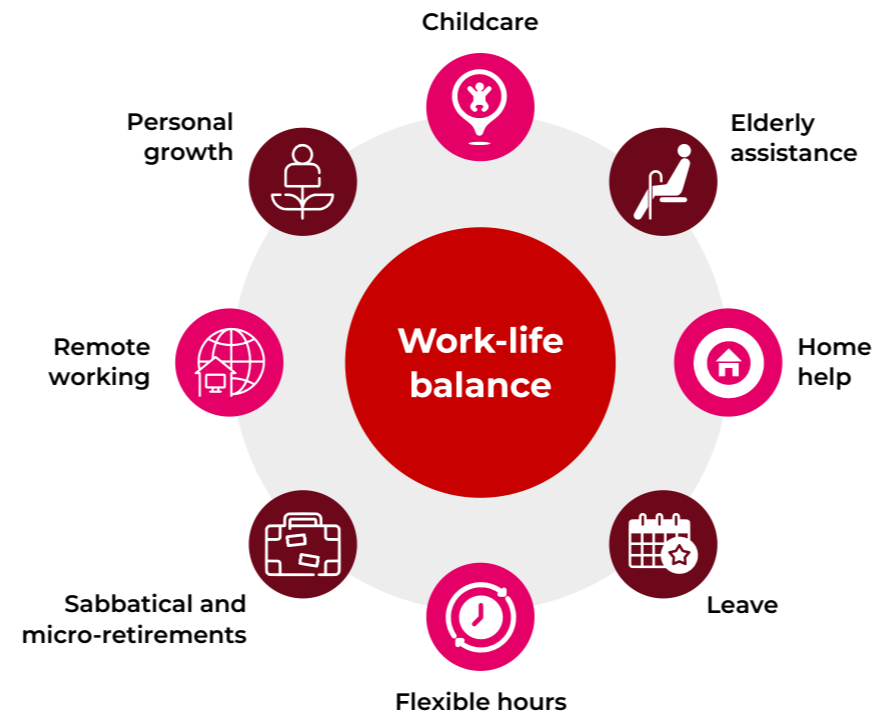 Childcare
Elderly
assistance
Home
help
Leave
Flexible hours
Sabbatical and
micro-retirements
Remote
working
Personal
growth
Work-life
balance